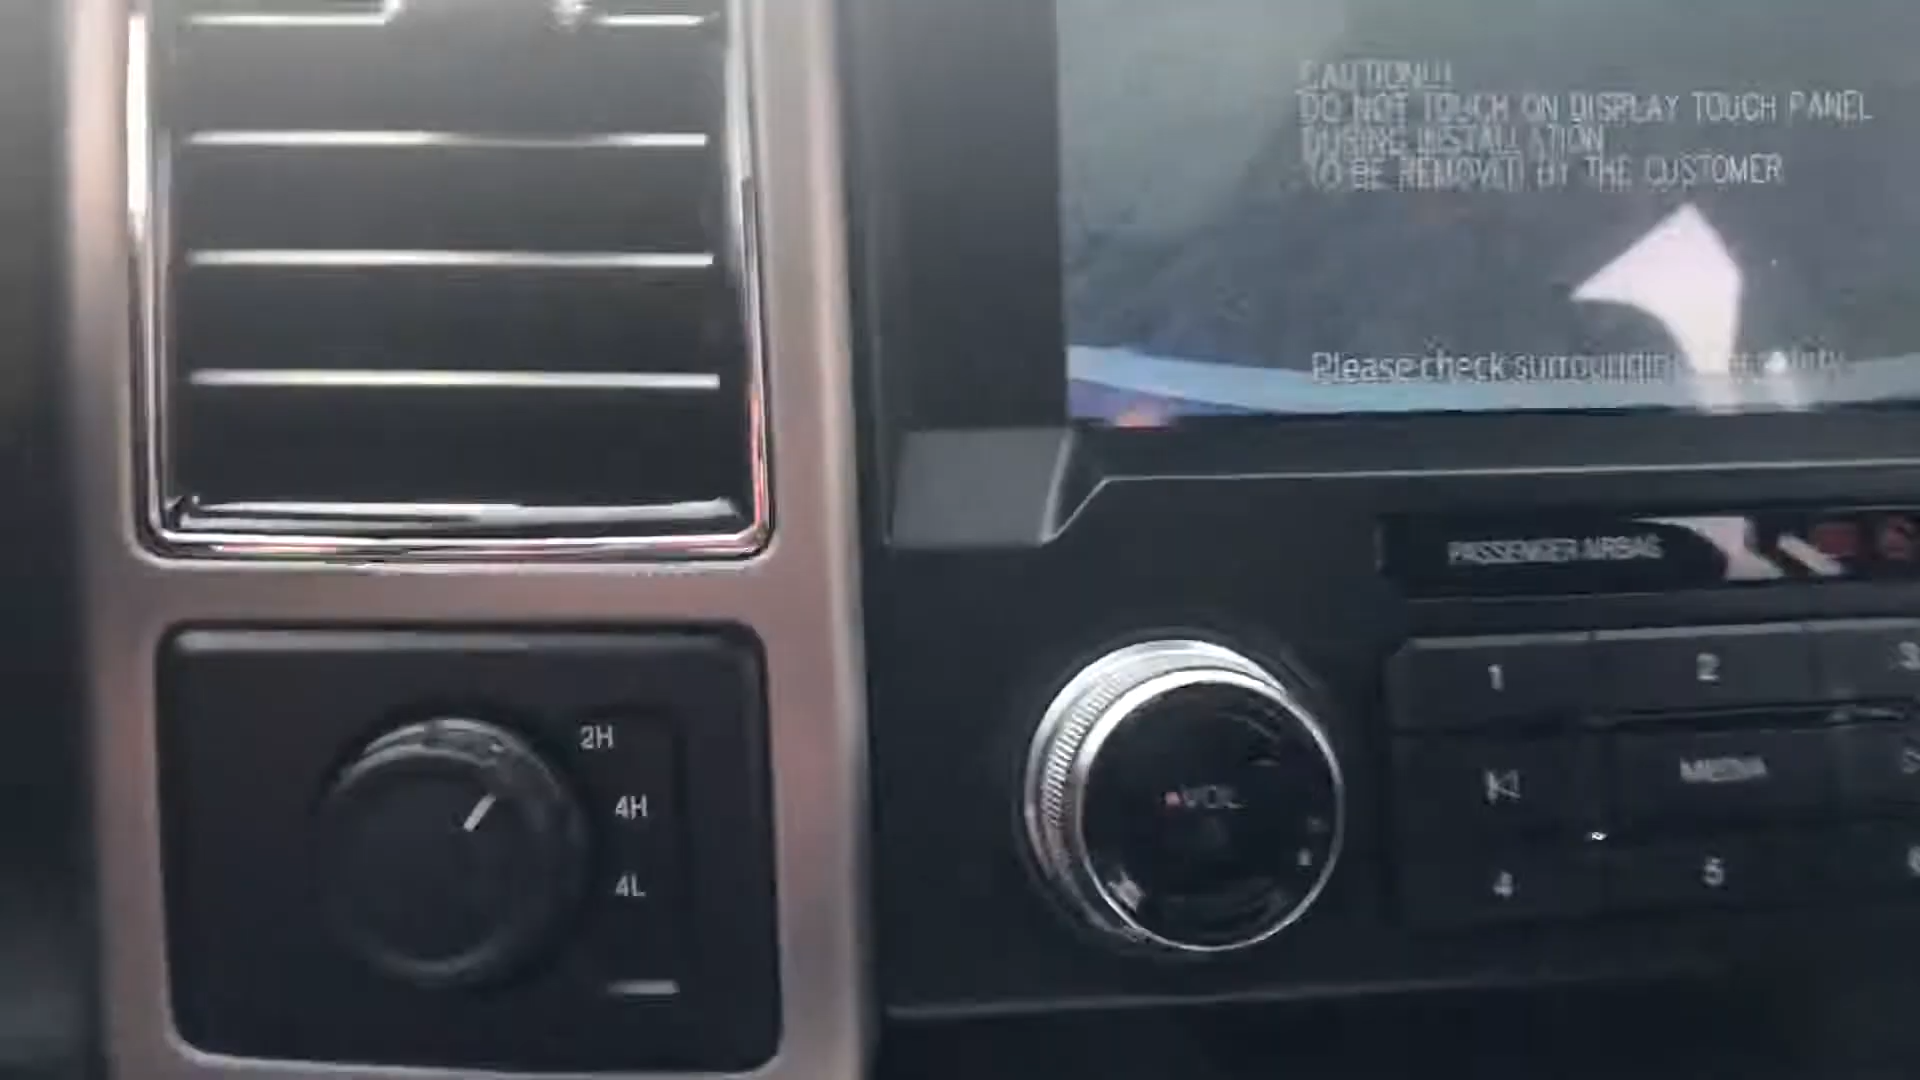 CAUTION!!!
DO NOT TOUCH ON DISPLAY TOUCH PANEL
DURING INSTALLATION
TO BE REMOVED BY THE CUSTOMER
Please check surrounding
PASSENGER AIRBAG
1
2
3
2H
4H
4L
VOL
MEDIA
4
5